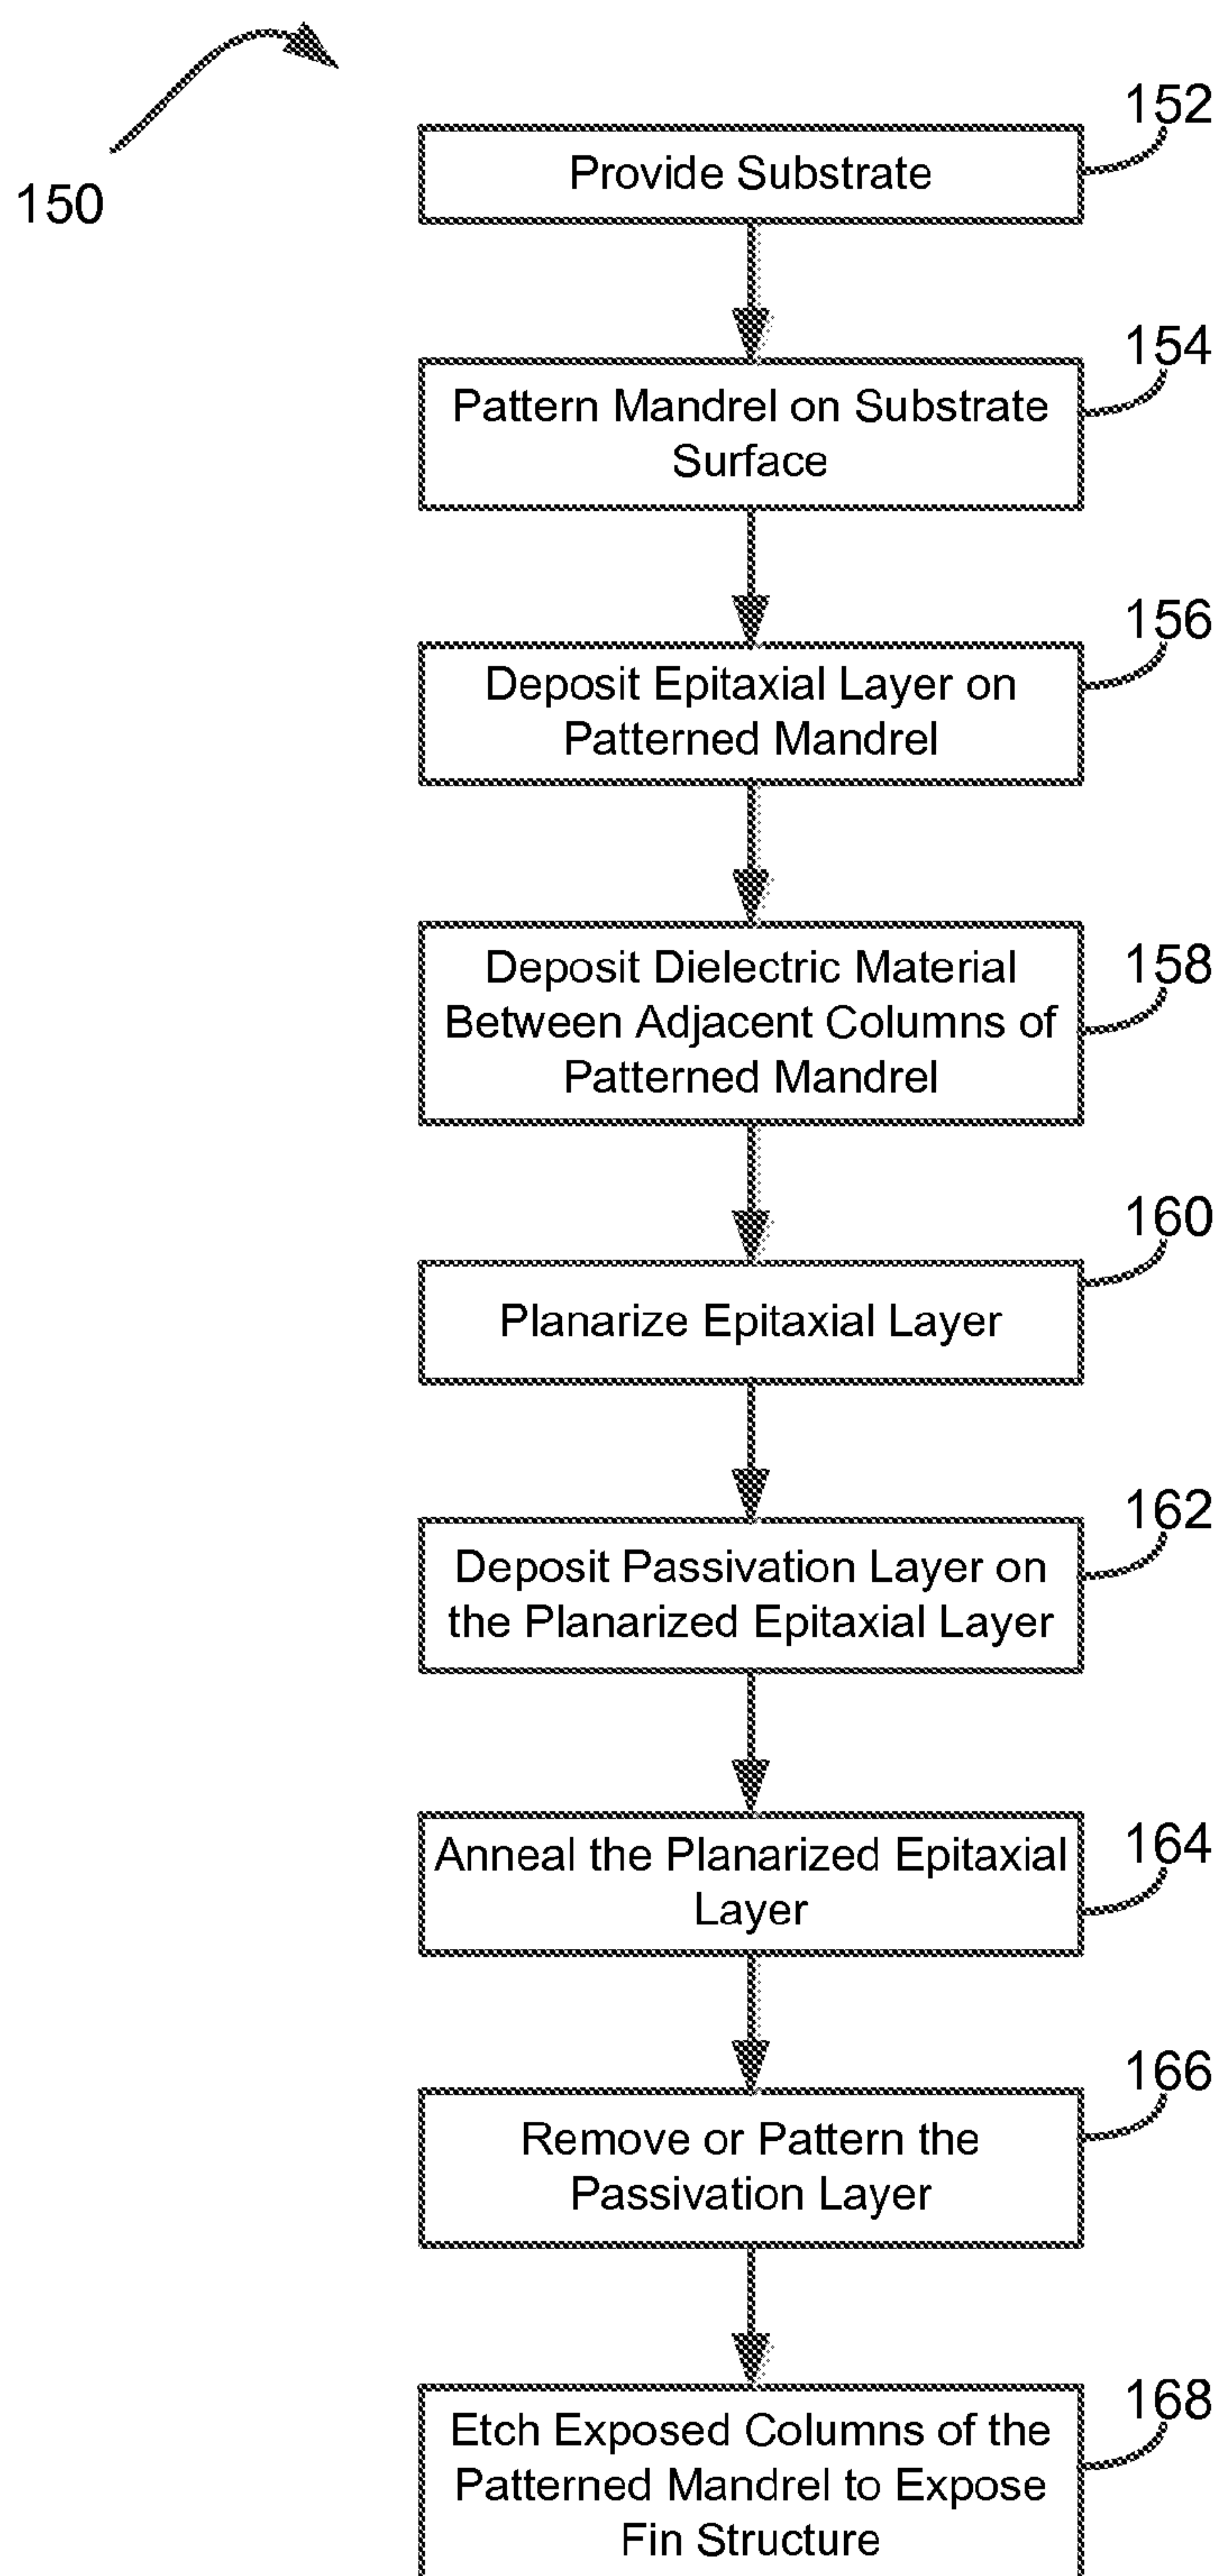 150
152
Provide Substrate
154
Pattern Mandrel on Substrate
Surface
156
Deposit Epitaxial Layer on
Patterned Mandrel
158
Deposit Dielectric Material
Between Adjacent Columns of
Patterned Mandrel
160
Planarize Epitaxial Layer
162
Deposit Passivation Layer on
the Planarized Epitaxial Layer
164
Anneal the Planarized Epitaxial
Layer
166
Remove or Pattern the
Passivation Layer
168
Etch Exposed Columns of the
Patterned Mandrel to Expose
Fin Structure